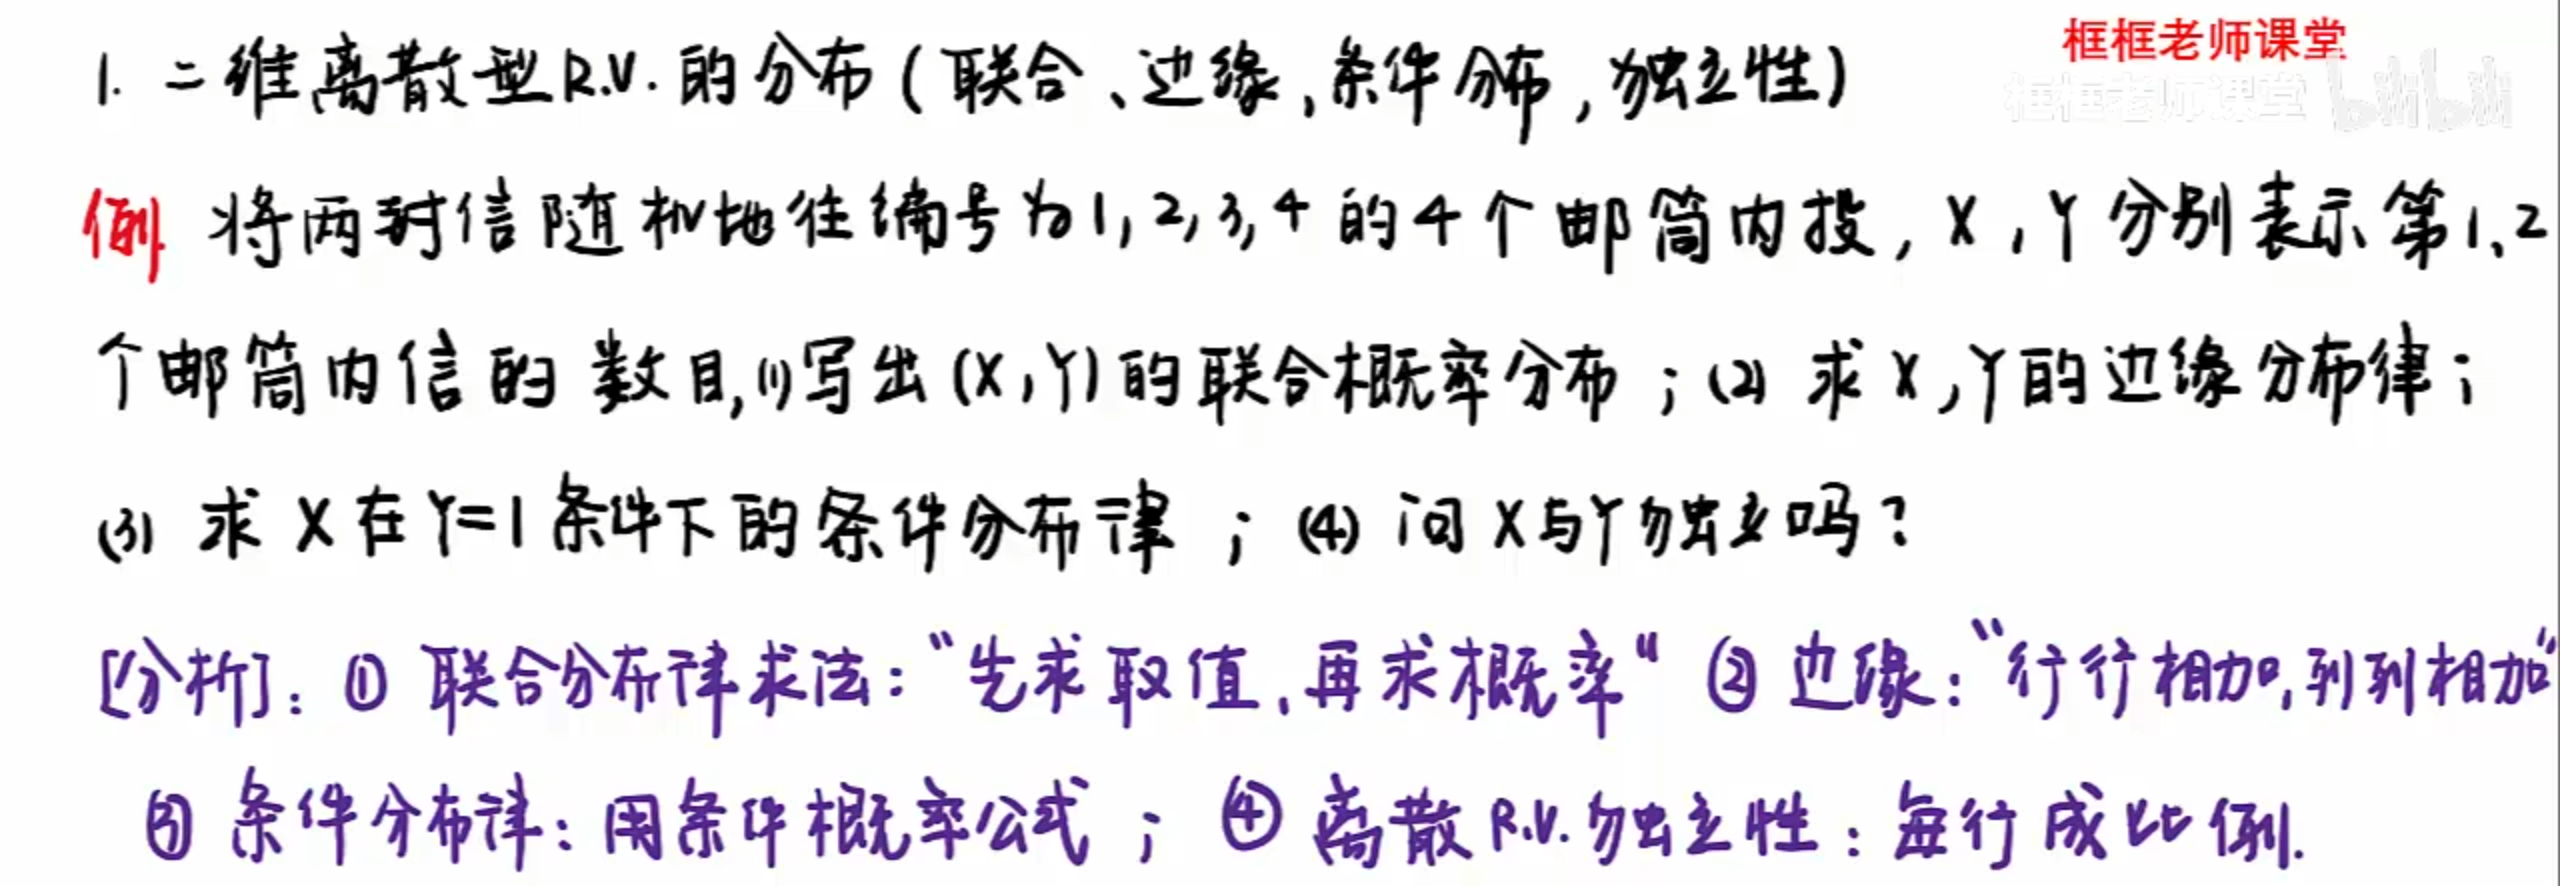 框框老师课堂
框框老师课堂 bilibili
1. 二维离散型R.V.的分布(联合、边缘,条件分布,独立性)
例 将两封信随机地往编号为1,2,3,4的4个邮筒内投,X,Y分别表示第1、2
个邮筒内信的数目,(1)写出(X,Y)的联合概率分布;(2)求X,Y的边缘分布律;
(3)求X在Y=1条件下的条件分布律;(4)问X与Y独立吗?
[分析]:①联合分布律求法:“先求取值,再求概率”②边缘:“行行相加,列列相加”
③条件分布律:用条件概率公式;④离散R.V.独立性:每行成比例.